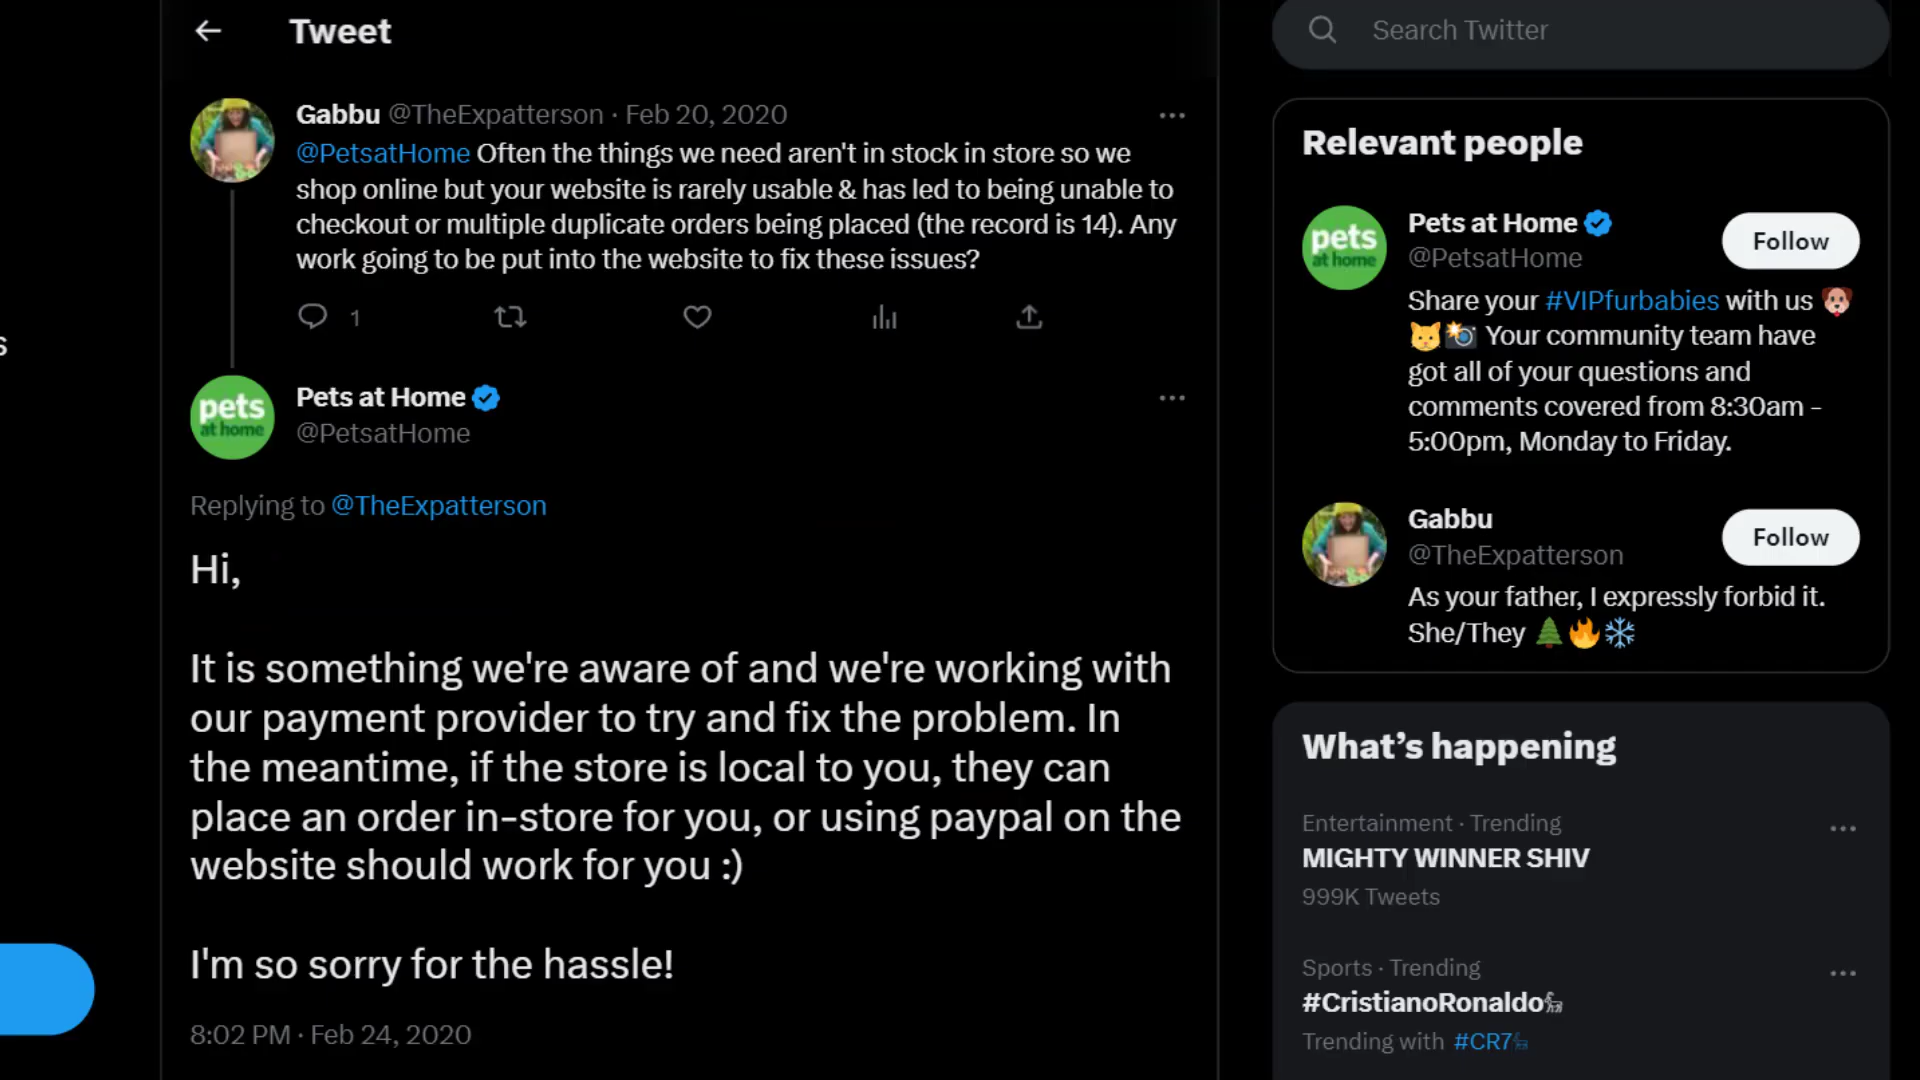 Tweet
Gabbu @TheExpatterson · Feb 20, 2020
@PetsatHome Often the things we need aren't in stock in store so we
shop online but your website is rarely usable & has led to being unable to
checkout or multiple duplicate orders being placed (the record is 14). Any
work going to be put into the website to fix these issues?
1
pets
at home
Pets at Home
@PetsatHome
Replying to @TheExpatterson
Hi,
It is something we're aware of and we're working with
our payment provider to try and fix the problem. In
the meantime, if the store is local to you, they can
place an order in-store for you, or using paypal on the
website should work for you :)
I'm so sorry for the hassle!
8:02 PM · Feb 24, 2020
s
Search Twitter
Relevant people
pets
at home
Pets at Home
@PetsatHome
Follow
Share your #VIPfurbabies with us 🐶
🐱📸 Your community team have
got all of your questions and
comments covered from 8:30am -
5:00pm, Monday to Friday.
Gabbu
@TheExpatterson
Follow
As your father, I expressly forbid it.
She/They 🌲🔥❄️
What's happening
Entertainment · Trending
MIGHTY WINNER SHIV
999K Tweets
Sports · Trending
#CristianoRonaldo
Trending with #CR7